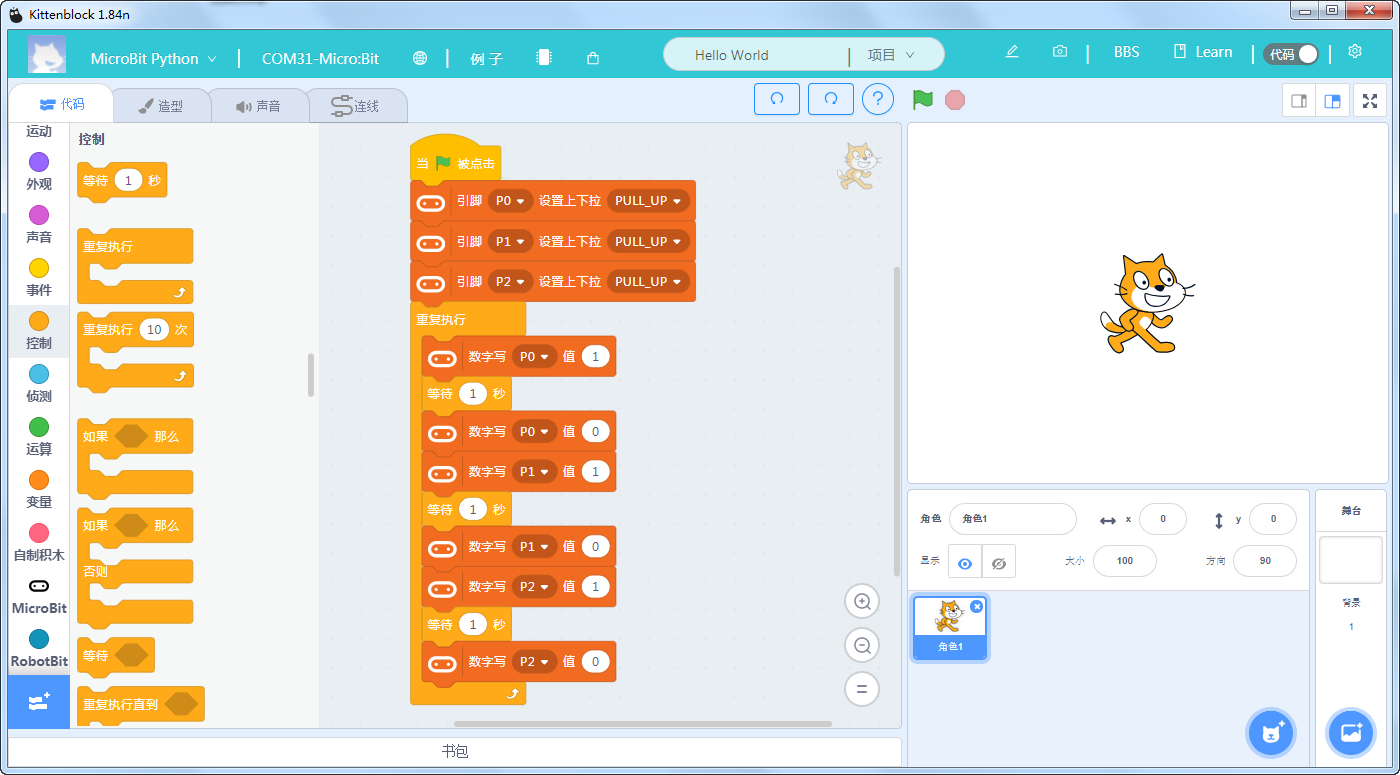 Kittenblock 1.84n
MicroBit Python
COM31-Micro:Bit
例子
Hello World
项目
BBS
Learn
代码
代码
造型
声音
连线
?
运动
外观
声音
事件
控制
侦测
运算
变量
自制积木
MicroBit
RobotBit
控制
等待 1 秒
重复执行
重复执行 10 次
如果 那么
如果 那么
否则
等待
重复执行直到
当 被点击
引脚 P0 设置上下拉 PULL_UP
引脚 P1 设置上下拉 PULL_UP
引脚 P2 设置上下拉 PULL_UP
重复执行
数字写 P0 值 1
等待 1 秒
数字写 P0 值 0
数字写 P1 值 1
等待 1 秒
数字写 P1 值 0
数字写 P2 值 1
等待 1 秒
数字写 P2 值 0
书包
角色 角色1 x 0 y 0
显示 大小 100 方向 90
角色1
舞台
背景
1